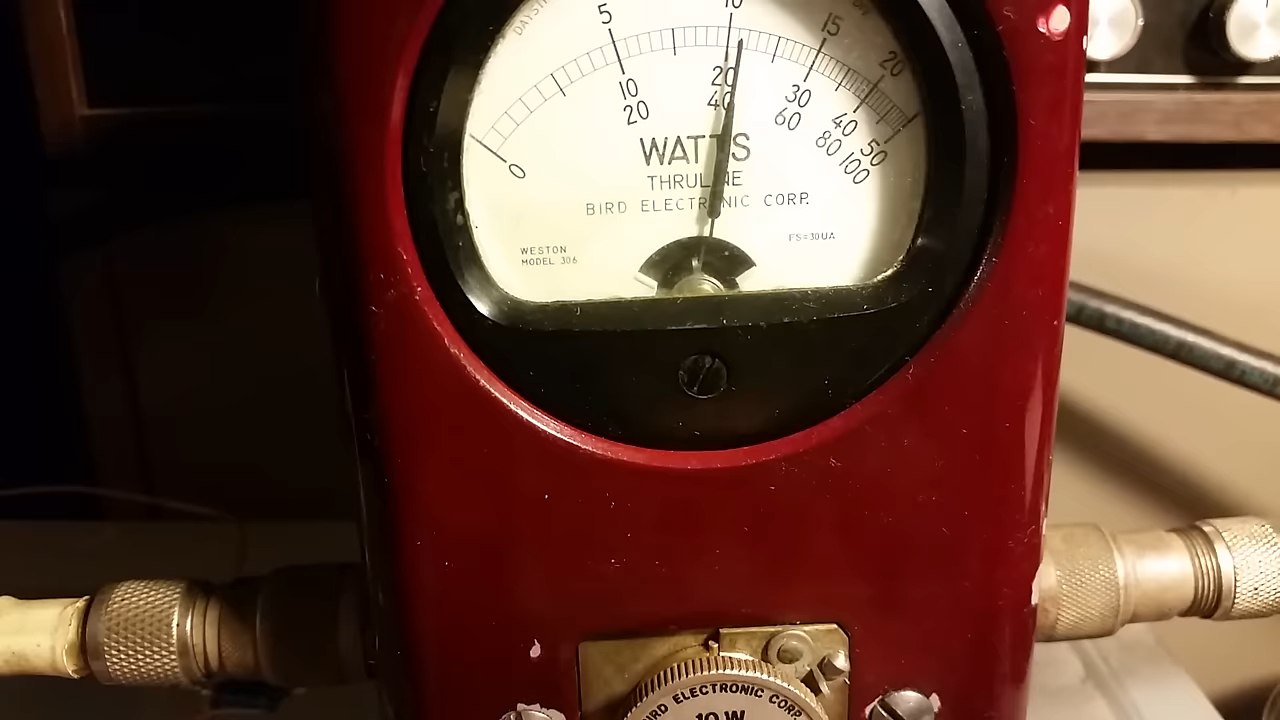 5 10 15 20
0 10 20 30 40 50
20 40 60 80 100
WATTS
THRULINE
BIRD ELECTRONIC CORP.
WESTON
MODEL 306
FS=30UA
BIRD ELECTRONIC CORP.
10 W